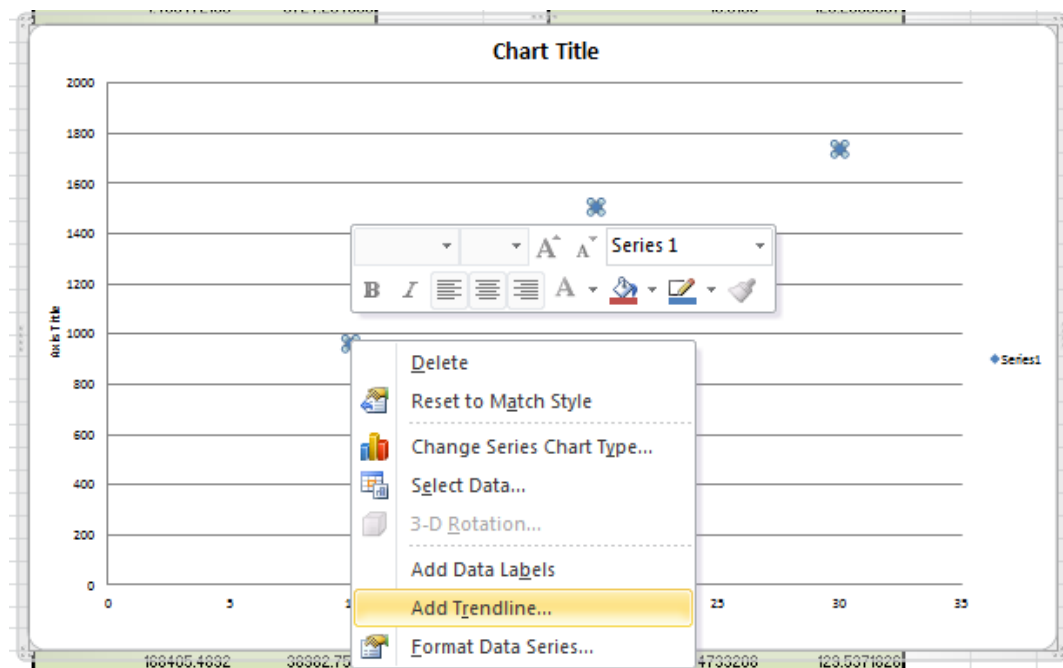 Chart Title
2000
1800
1600
1400
1200
1000
800
600
400
200
0
Axis Title
0 5 25 30 35
Series1
Series 1
A A
B I A
Delete
Reset to Match Style
Change Series Chart Type...
Select Data...
3-D Rotation...
Add Data Labels
Add Trendline...
Format Data Series...